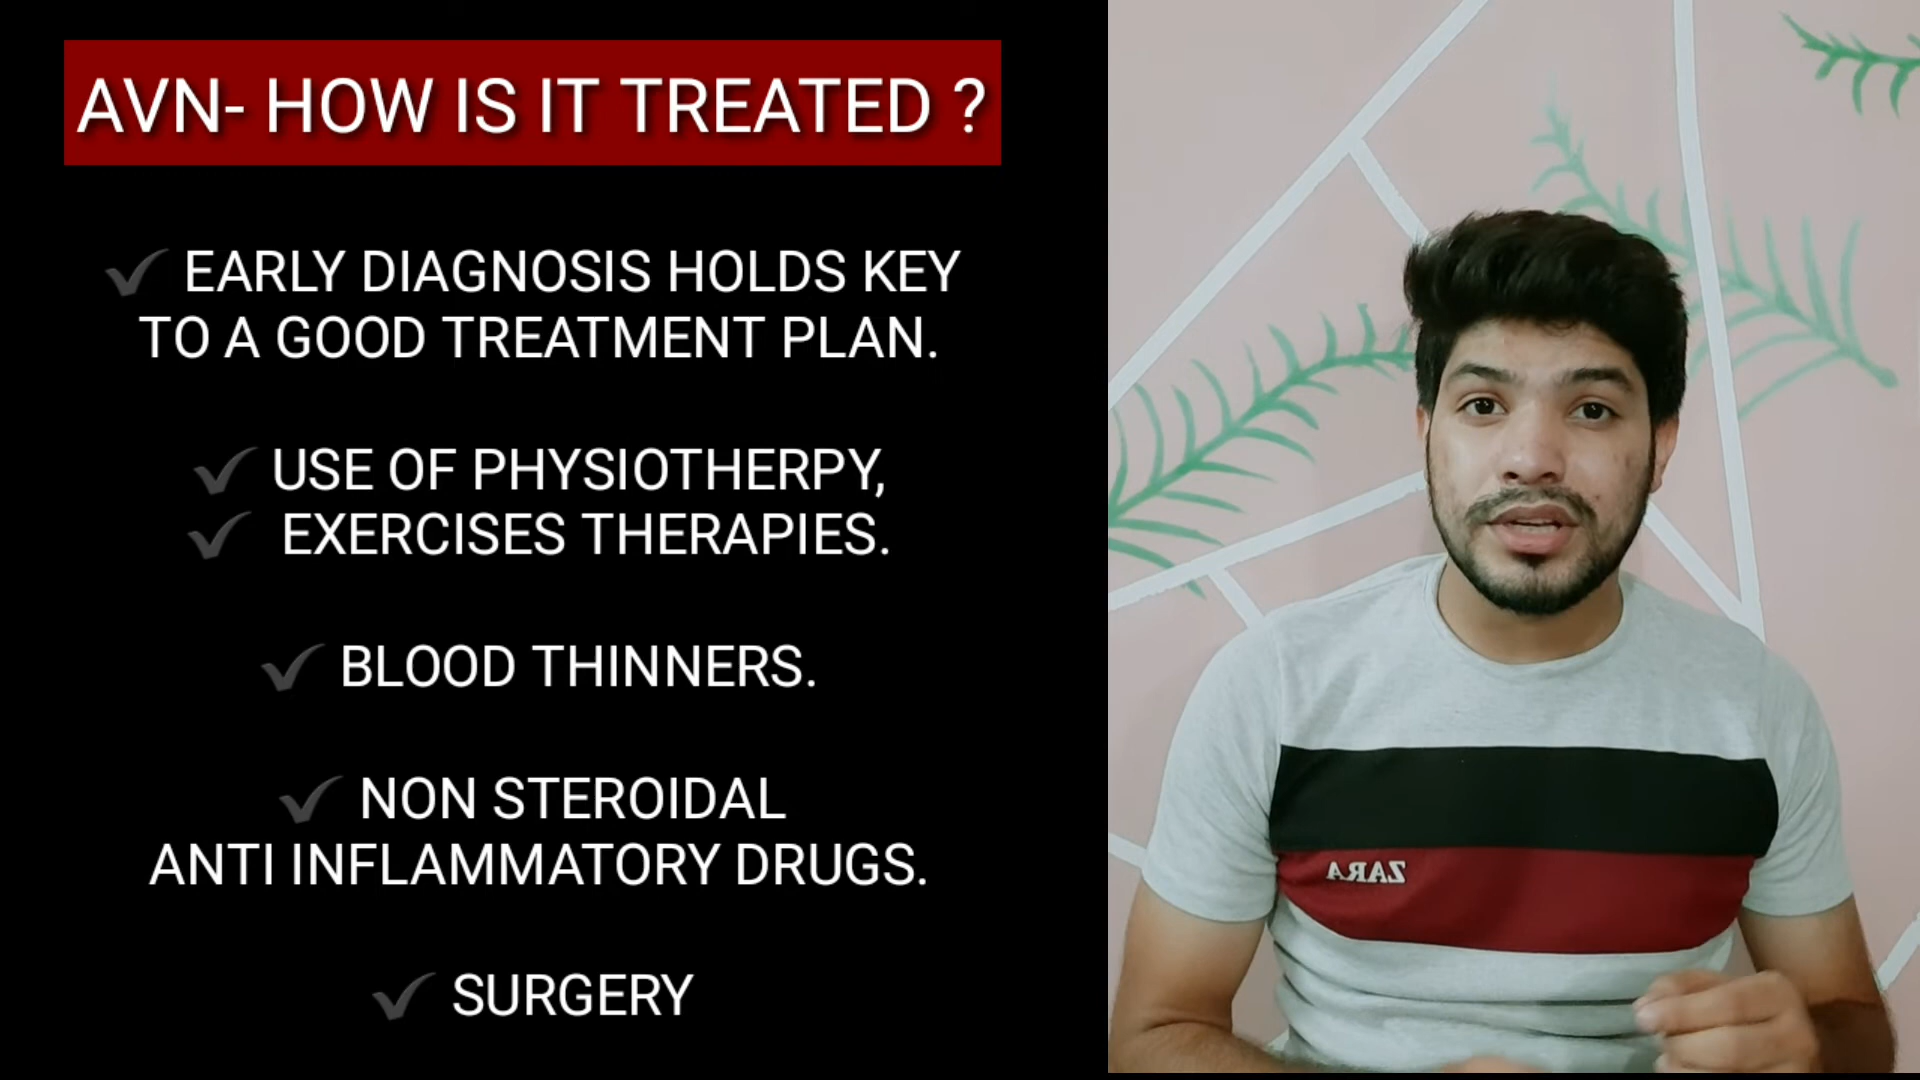 AVN- HOW IS IT TREATED ?
✔ EARLY DIAGNOSIS HOLDS KEY
TO A GOOD TREATMENT PLAN.
✔ USE OF PHYSIOTHERPY,
✔ EXERCISES THERAPIES.
✔ BLOOD THINNERS.
✔ NON STEROIDAL
ANTI INFLAMMATORY DRUGS.
✔ SURGERY
ZARA